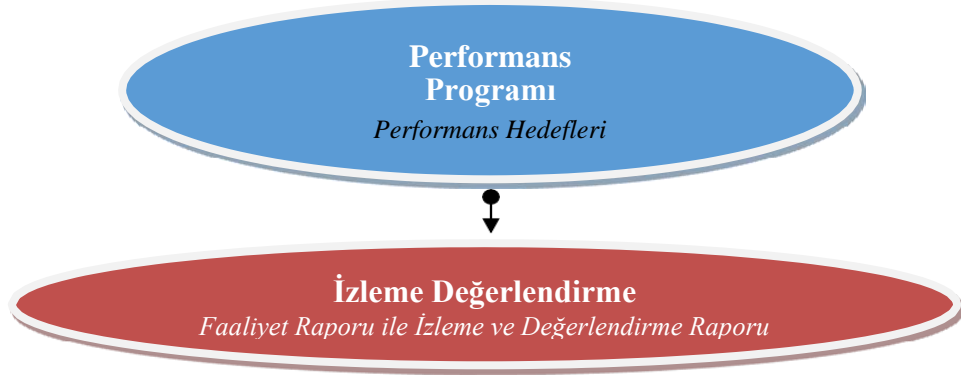 Performans
Programı
Performans Hedefleri
İzleme Değerlendirme
Faaliyet Raporu ile İzleme ve Değerlendirme Raporu